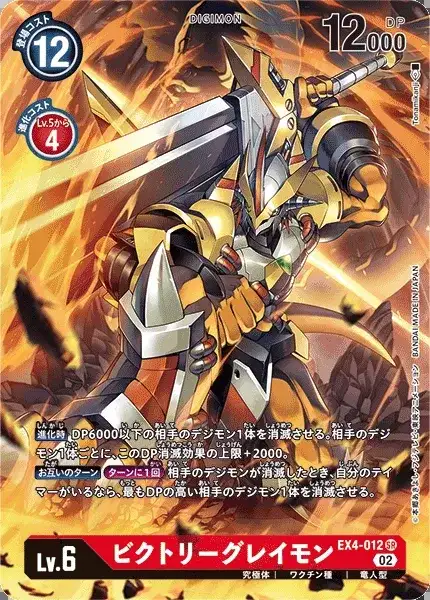 DIGIMON
登場コスト
12
DP
12000
進化コスト
Lv.5から
4
Tonamikanji
BANDAI MADE IN JAPAN
進化時 DP6000以下の相手のデジモン1体を消滅させる。相手のデジ
モン1体ごとに、このDP消滅効果の上限+2000。
お互いのターン ターンに1回 相手のデジモンが消滅したとき、自分のテイ
マーがいるなら、最もDPの高い相手のデジモン1体を消滅させる。
Lv.6
ビクトリーグレイモン
EX4-012 SR
02
究極体 ワクチン種 竜人型